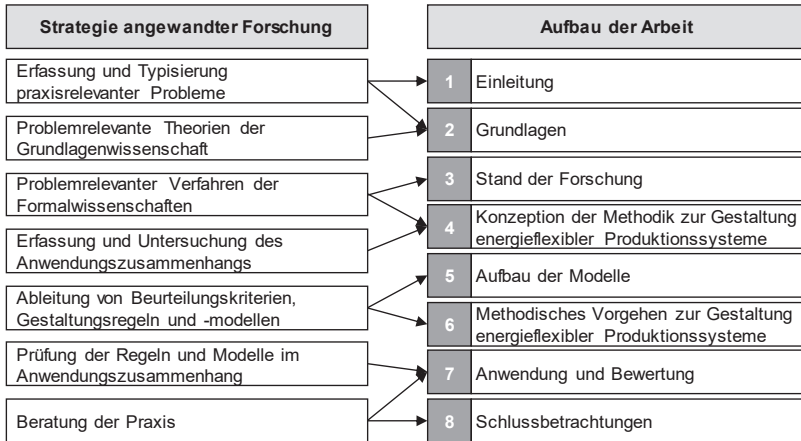 Strategie angewandter Forschung
Erfassung und Typisierung
praxisrelevanter Probleme
Problemrelevante Theorien der
Grundlagenwissenschaft
Problemrelevanter Verfahren der
Formalwissenschaften
Erfassung und Untersuchung des
Anwendungszusammenhangs
Ableitung von Beurteilungskriterien,
Gestaltungsregeln und -modellen
Prüfung der Regeln und Modelle im
Anwendungszusammenhang
Beratung der Praxis
Aufbau der Arbeit
1 Einleitung
2 Grundlagen
3 Stand der Forschung
4 Konzeption der Methodik zur Gestaltung
energieflexibler Produktionssysteme
5 Aufbau der Modelle
6 Methodisches Vorgehen zur Gestaltung
energieflexibler Produktionssysteme
7 Anwendung und Bewertung
8 Schlussbetrachtungen